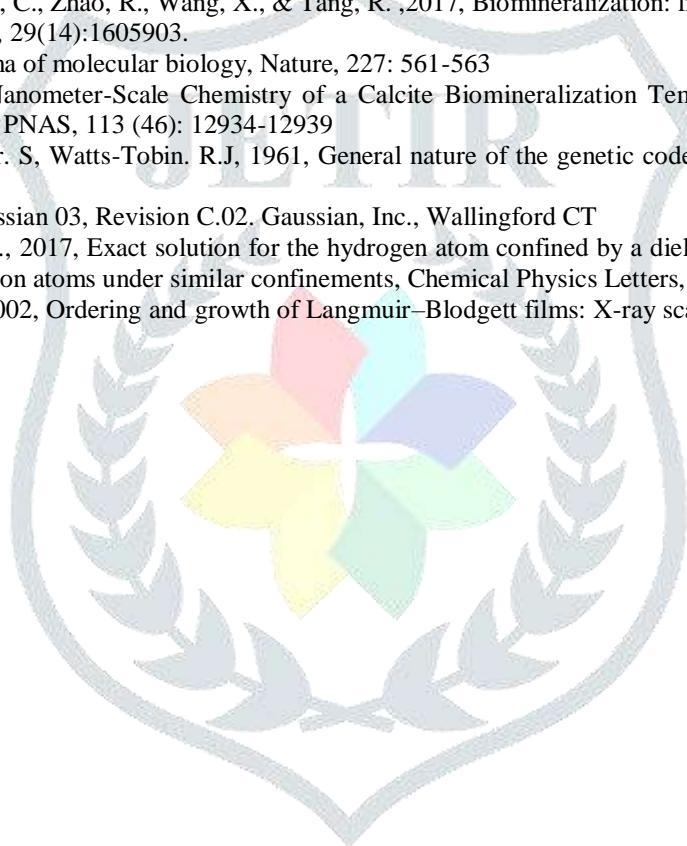 , C., Zhao, R., Wang, X., & Tang, R. ,2017, Biomineralization:
, 29(14):1605903.
na of molecular biology, Nature, 227: 561-563
Nanometer-Scale Chemistry of a Calcite Biomineralization Tem
PNAS, 113 (46): 12934-12939
r. S, Watts-Tobin. R.J, 1961, General nature of the genetic code
ssian 03, Revision C.02. Gaussian, Inc., Wallingford CT
., 2017, Exact solution for the hydrogen atom confined by a diel
on atoms under similar confinements, Chemical Physics Letters,
002, Ordering and growth of Langmuir–Blodgett films: X-ray sca
JETIR